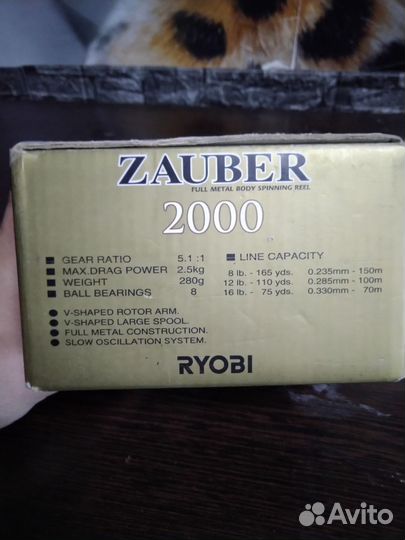 ZAUBER
FULL METAL BODY SPINNING REEL
2000
GEAR RATIO 5.1 :1
MAX.DRAG POWER 2.5kg
WEIGHT 280g
BALL BEARINGS 8
LINE CAPACITY
8 lb. - 165 yds. 0.235mm - 150m
12 lb. - 110 yds. 0.285mm - 100m
16 lb. - 75 yds. 0.330mm - 70m
V-SHAPED ROTOR ARM.
V-SHAPED LARGE SPOOL.
FULL METAL CONSTRUCTION.
SLOW OSCILLATION SYSTEM.
RYOBI
Avito